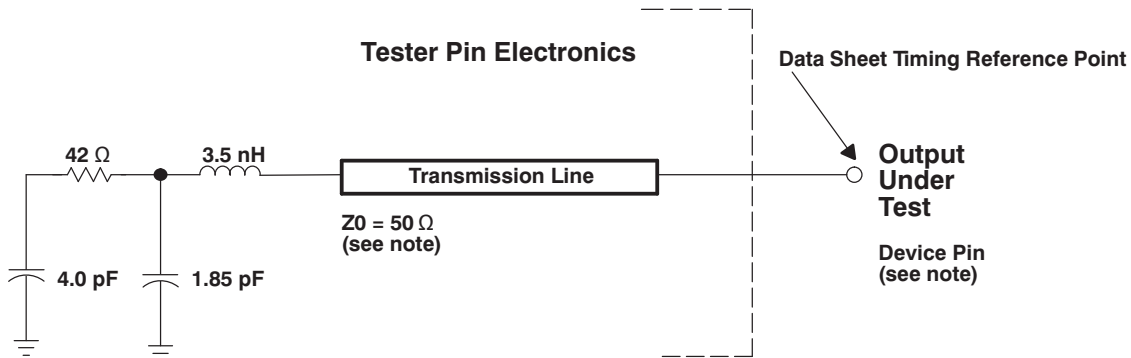 Tester Pin Electronics
Data Sheet Timing Reference Point
42 Ω
3.5 nH
Transmission Line
Output
Under
Test
Z0 = 50 Ω
(see note)
Device Pin
(see note)
4.0 pF
1.85 pF